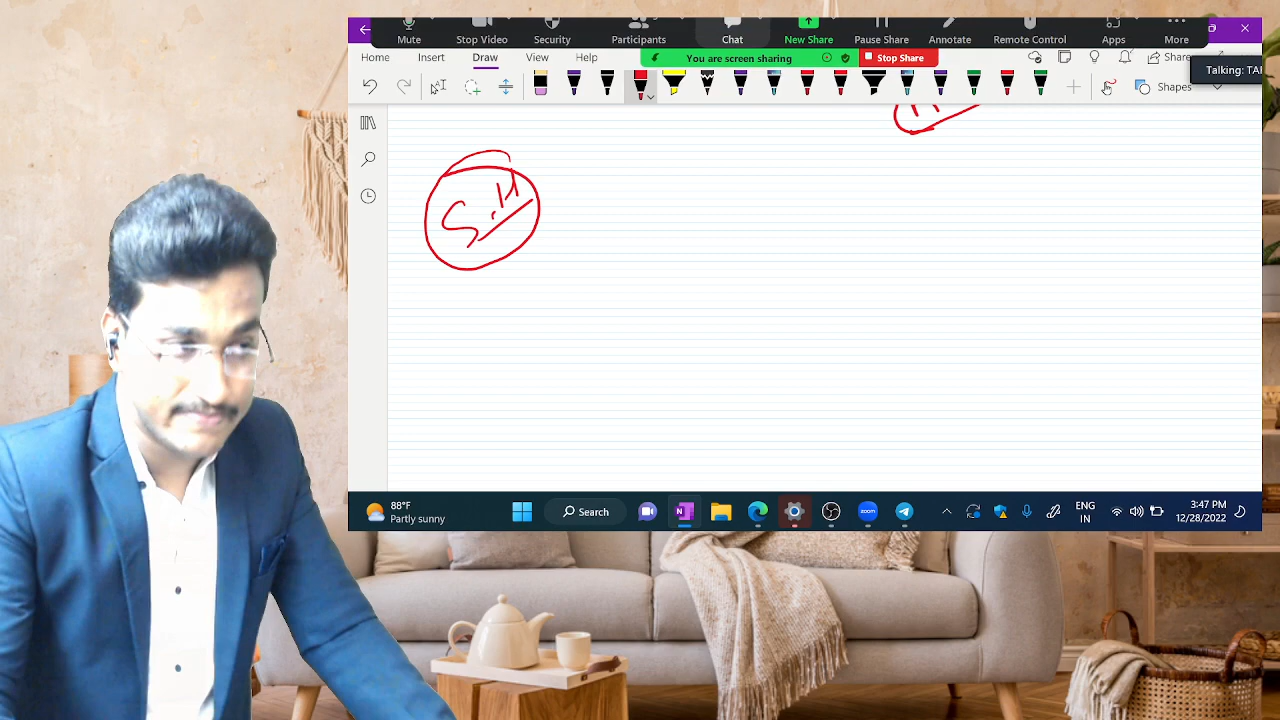 Mute
Stop Video
Security
Participants
Chat
New Share
Pause Share
Annotate
Remote Control
Apps
More
Home
Insert
Draw
View
Help
You are screen sharing
Stop Share
Share
Talking: TA
Shapes
S.H
88°F
Partly sunny
Search
zoom
ENG
IN
3:47 PM
12/28/2022